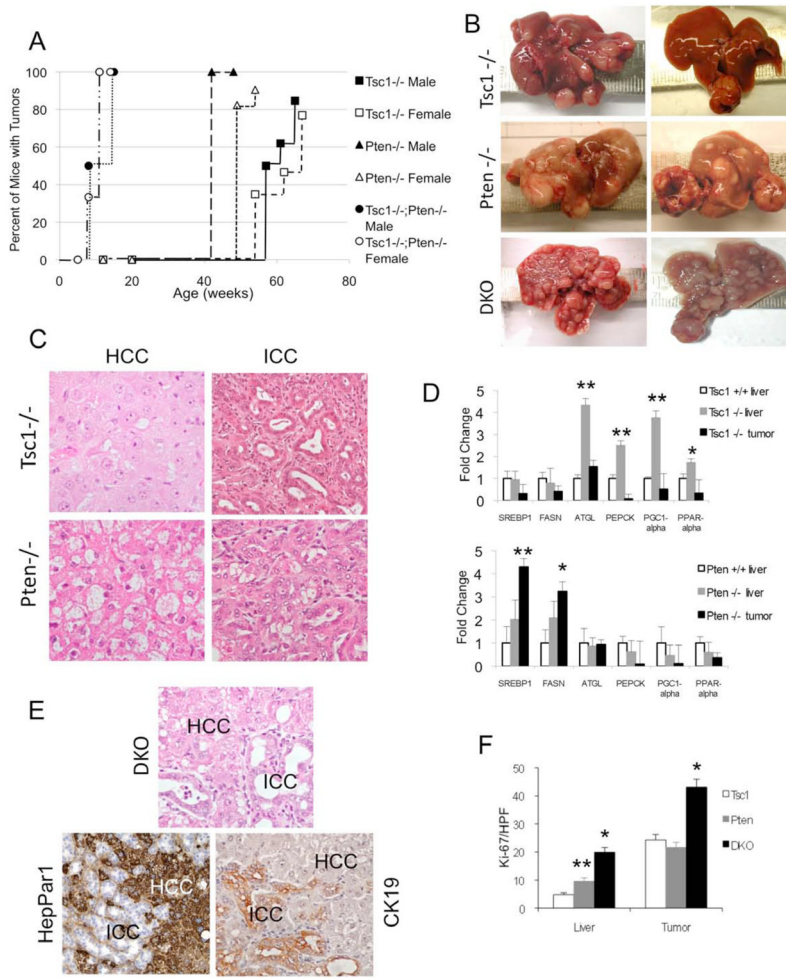 A
Percent of Mice with Tumors
100
80
60
40
20
0
0
20
40
60
80
Age (weeks)
Tsc1-/- Male
Tsc1-/- Female
Pten-/- Male
Pten-/- Female
Tsc1-/-;Pten-/-
Male
Tsc1-/-;Pten-/-
Female
B
Tsc1 -/-
Pten -/-
DKO
C
HCC
ICC
Tsc1-/-
Pten-/-
D
Fold Change
5
4
3
2
1
0
**
**
**
*
Tsc1 +/+ liver
Tsc1 -/- liver
Tsc1 -/- tumor
SREBP1
FASN
ATGL
PEPCK
PGC1-
alpha
PPAR-
alpha
Fold Change
5
4
3
2
1
0
**
*
Pten +/+ liver
Pten -/- liver
Pten -/- tumor
SREBP1
FASN
ATGL
PEPCK
PGC1-
alpha
PPAR-
alpha
E
DKO
HCC
ICC
HepPar1
HCC
ICC
HCC
ICC
CK19
F
Ki-67/HPF
50
40
30
20
10
0
**
*
*
Tsc1
Pten
DKO
Liver
Tumor